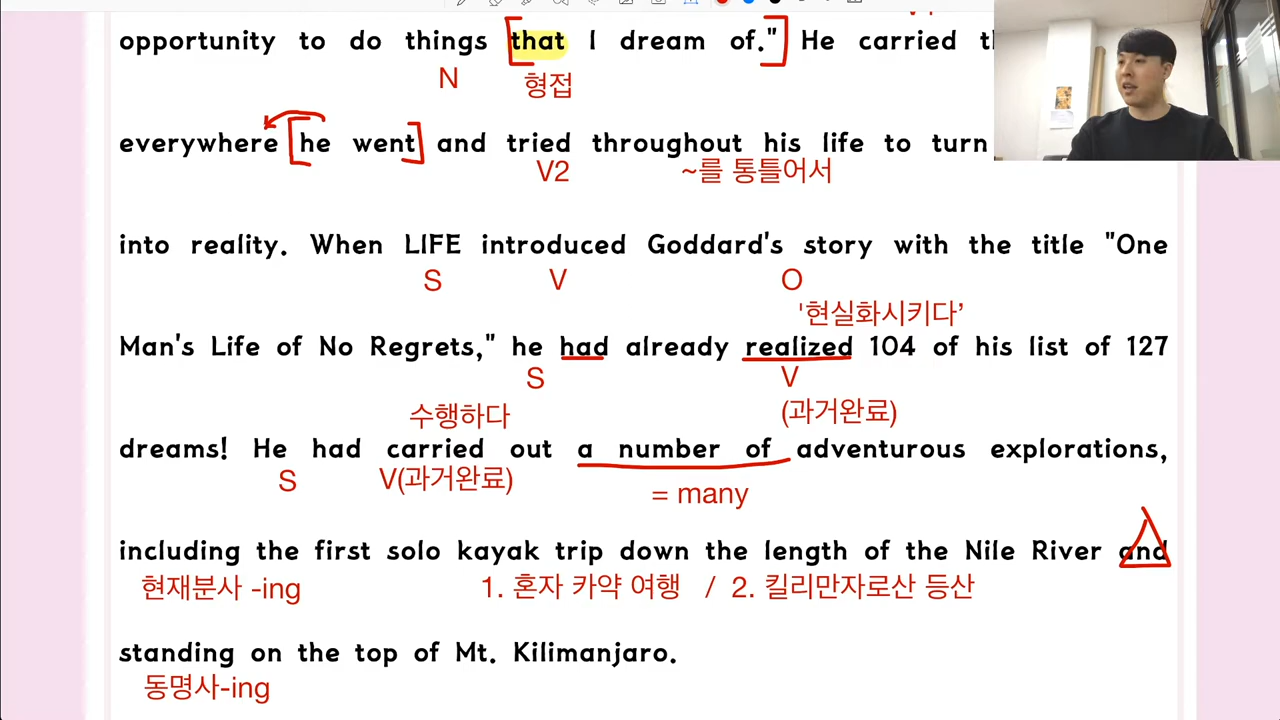 opportunity to do things that I dream of." He carried
N
형접
everywhere he went and tried throughout his life to turn
V2
~를 통틀어서
into reality. When LIFE introduced Goddard's story with the title "One
S V O
'현실화시키다'
Man's Life of No Regrets," he had already realized 104 of his list of 127
S V
수행하다 (과거완료)
dreams! He had carried out a number of adventurous explorations,
S V(과거완료) = many
including the first solo kayak trip down the length of the Nile River and
현재분사 -ing 1. 혼자 카약 여행 / 2. 킬리만자로산 등산
standing on the top of Mt. Kilimanjaro.
동명사-ing